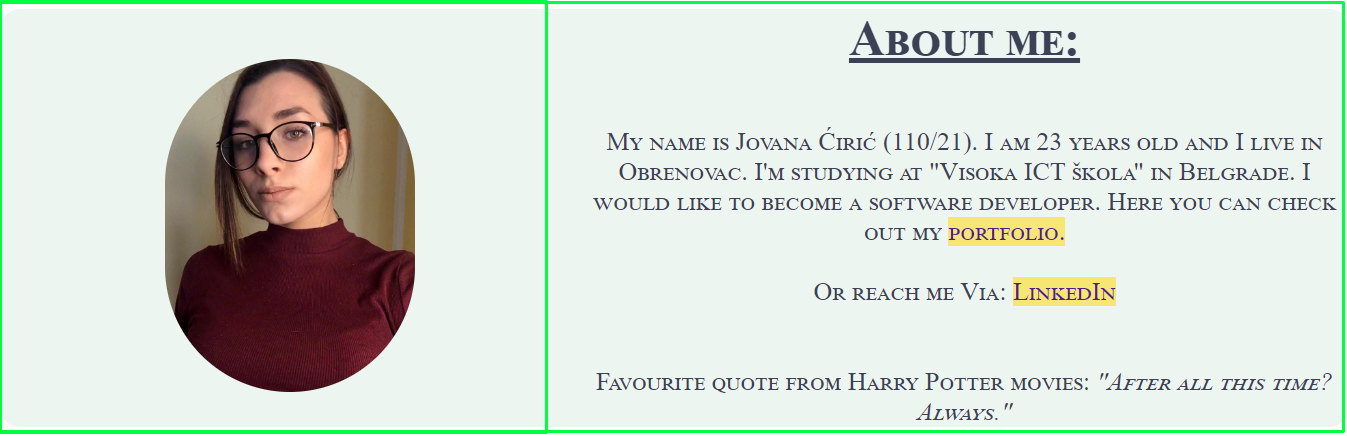 About me:
My name is Jovana Ćirić (110/21). I am 23 years old and I live in
Obrenovac. I'm studying at "Visoka ICT škola" in Belgrade. I
would like to become a software developer. Here you can check
out my portfolio.
Or reach me Via: LinkedIn
Favourite quote from Harry Potter movies: "After all this time?
Always."